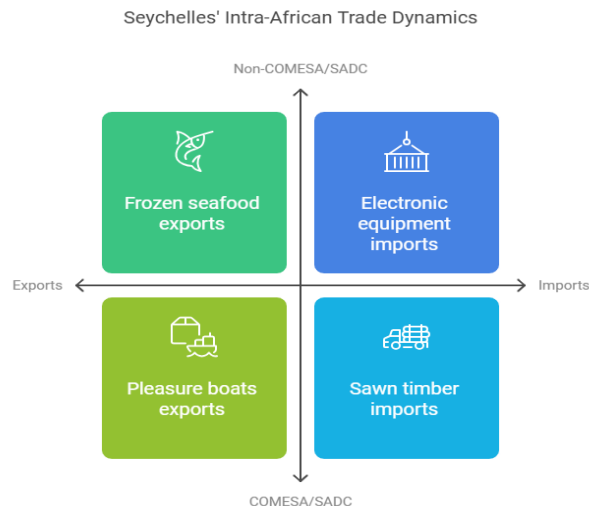 Seychelles' Intra-African Trade Dynamics
Non-COMESA/SADC
Frozen seafood
exports
Electronic
equipment
imports
Exports
Imports
Pleasure boats
exports
Sawn timber
imports
COMESA/SADC